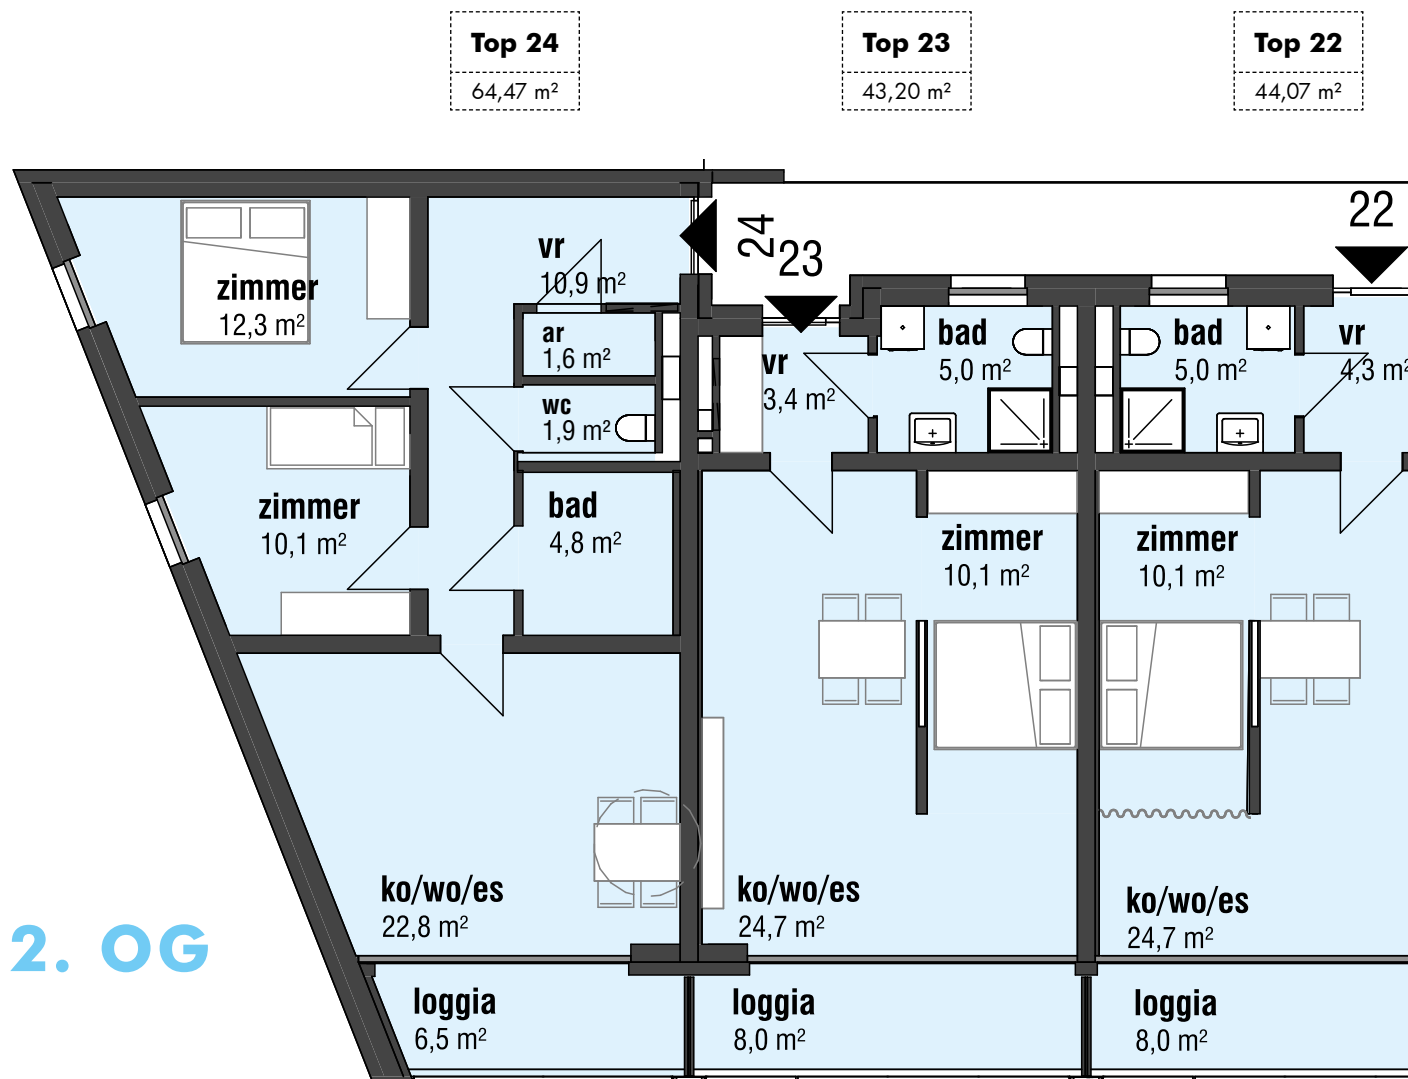 Top 24
64,47 m²
Top 23
43,20 m²
Top 22
44,07 m²
24
23
22
zimmer
12,3 m²
vr
10,9 m²
ar
1,6 m²
wc
1,9 m²
zimmer
10,1 m²
bad
4,8 m²
ko/wo/es
22,8 m²
loggia
6,5 m²
vr
3,4 m²
bad
5,0 m²
zimmer
10,1 m²
ko/wo/es
24,7 m²
loggia
8,0 m²
bad
5,0 m²
vr
4,3 m²
zimmer
10,1 m²
ko/wo/es
24,7 m²
loggia
8,0 m²
2. OG